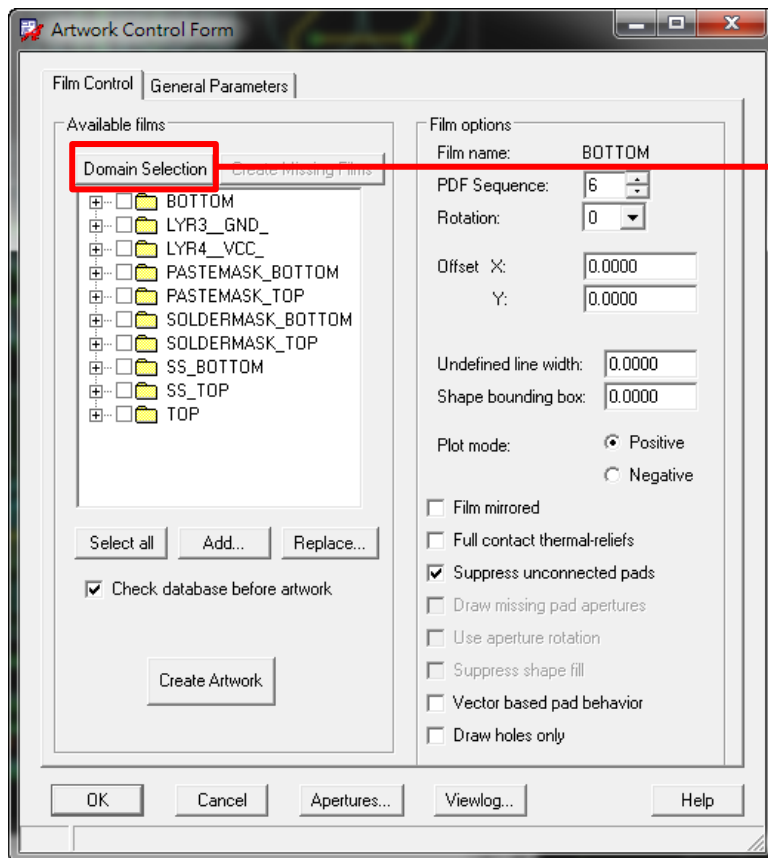 Artwork Control Form
Film Control
General Parameters
Available films
Domain Selection
Create Missing Films
BOTTOM
LYR3__GND_
LYR4__VCC_
PASTEMASK_BOTTOM
PASTEMASK_TOP
SOLDERMASK_BOTTOM
SOLDERMASK_TOP
SS_BOTTOM
SS_TOP
TOP
Select all
Add...
Replace...
Check database before artwork
Create Artwork
Film options
Film name: BOTTOM
PDF Sequence: 6
Rotation: 0
Offset X: 0.0000
Y: 0.0000
Undefined line width: 0.0000
Shape bounding box: 0.0000
Plot mode: Positive
Negative
Film mirrored
Full contact thermal-reliefs
Suppress unconnected pads
Draw missing pad apertures
Use aperture rotation
Suppress shape fill
Vector based pad behavior
Draw holes only
OK
Cancel
Apertures...
Viewlog...
Help